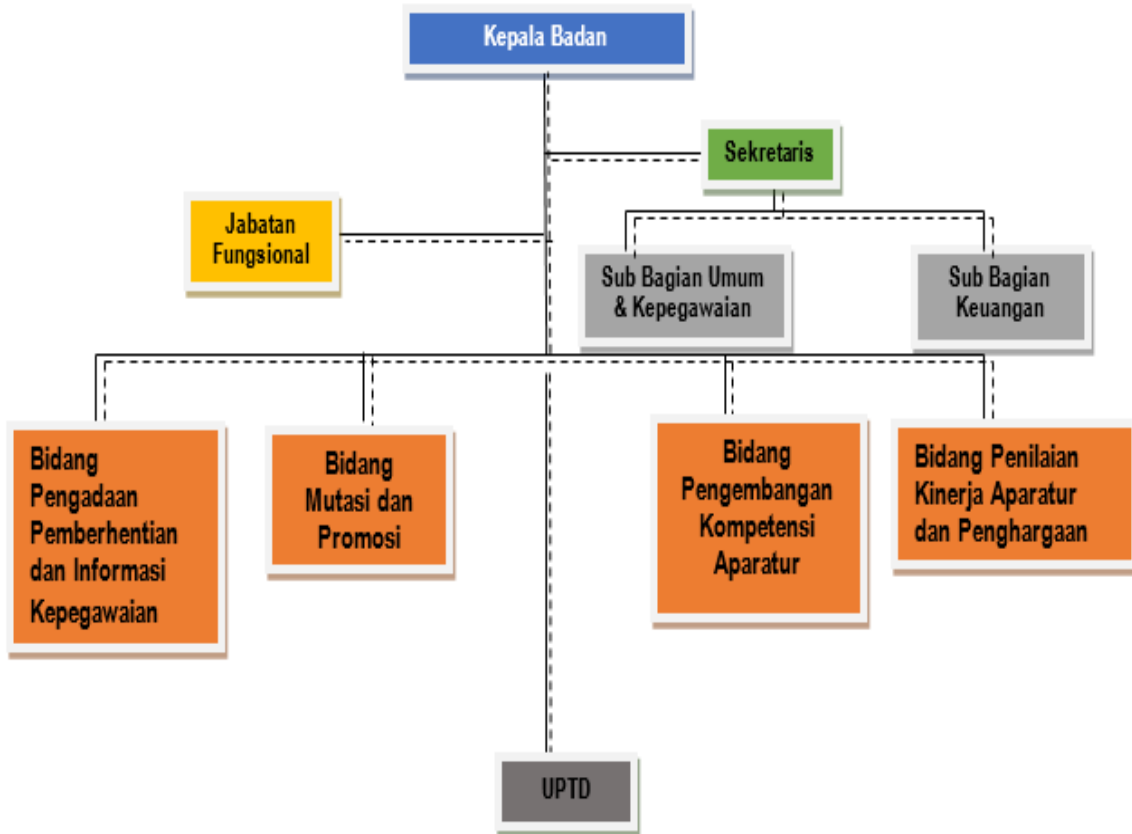 Kepala Badan
Sekretaris
Jabatan
Fungsional
Sub Bagian Umum
& Kepegawaian
Sub Bagian
Keuangan
Bidang
Pengadaan
Pemberhentian
dan Informasi
Kepegawaian
Bidang
Mutasi dan
Promosi
Bidang
Pengembangan
Kompetensi
Aparatur
Bidang Penilaian
Kinerja Aparatur
dan Penghargaan
UPTD